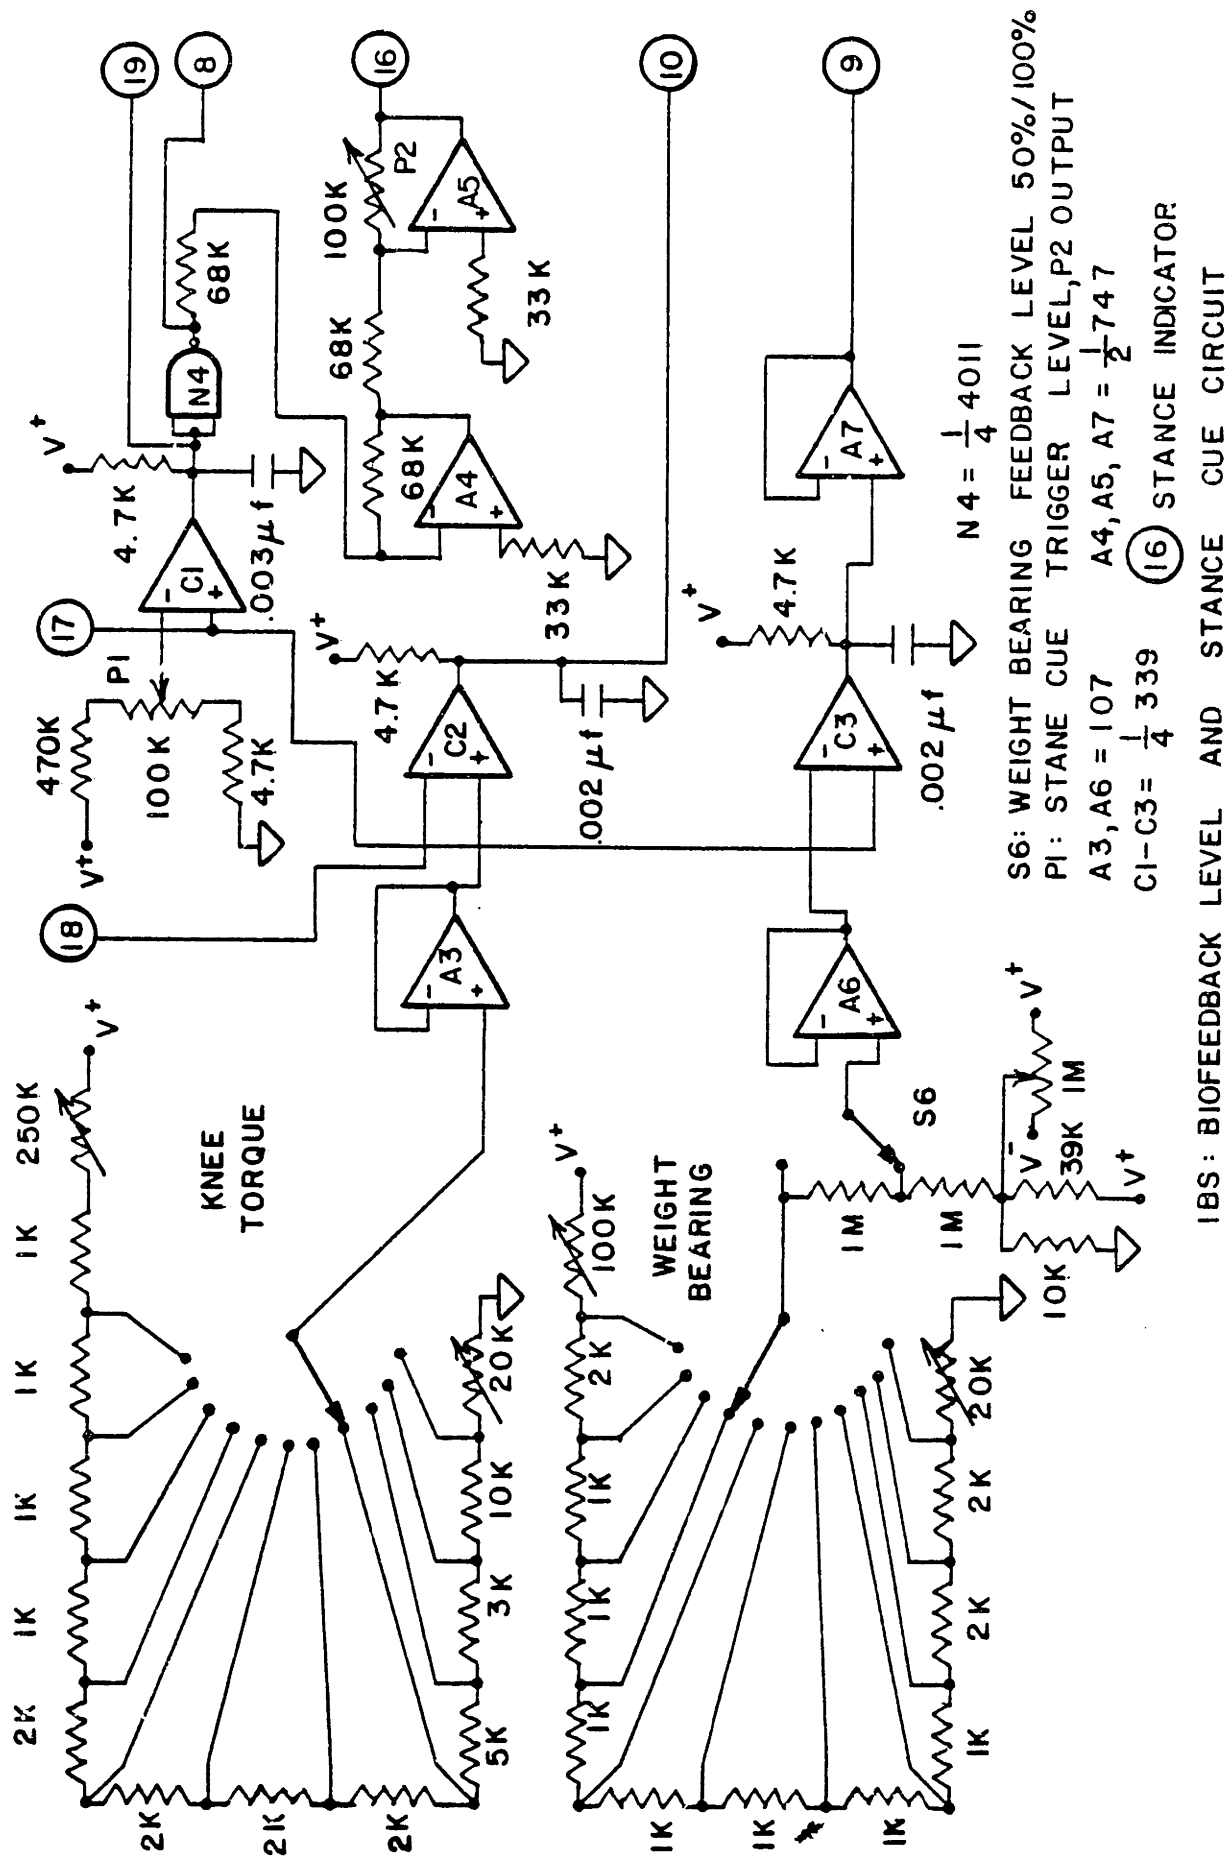 2K
1K
1K
1K
1K
250K
V+
2K
2K
2K
5K
3K
10K
20K
KNEE
TORQUE
18
A3
-
+
V+
470K
100K
P1
4.7K
17
C1
-
+
V+
4.7K
.003μf
N4
68K
19
8
V+
4.7K
C2
-
+
.002μf
68K
A4
-
+
33K
68K
100K
P2
A5
-
+
33K
16
10
1K
1K
1K
2K
100K
V+
1K
1K
1K
1K
2K
2K
20K
WEIGHT
BEARING
1M
1M
S6
V-
1M
V+
39K
V+
10K
A6
-
+
C3
-
+
V+
4.7K
.002μf
A7
-
+
9
N4 = 1/4 4011
S6: WEIGHT BEARING FEEDBACK LEVEL 50%/100%
P1: STANE CUE TRIGGER LEVEL, P2 OUTPUT
A3, A6 = 107 A4, A5, A7 = 1/2 747
C1-C3 = 1/4 339 16 STANCE INDICATOR
IBS: BIOFEEDBACK LEVEL AND STANCE CUE CIRCUIT